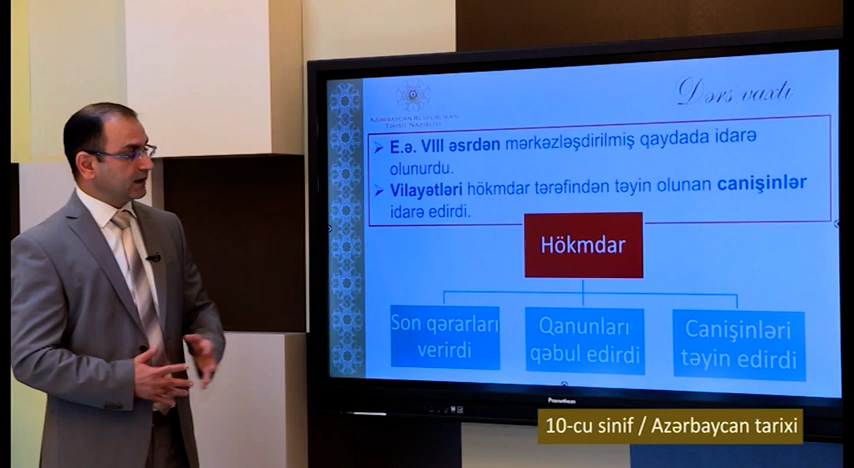 Dərs vaxtı
AZƏRBAYCAN RESPUBLİKASI
TƏHSİL NAZİRLİYİ
E.ə. VIII əsrdən mərkəzləşdirilmiş qaydada idarə
olunurdu.
Vilayətləri hökmdar tərəfindən təyin olunan canişinlər
idarə edirdi.
Hökmdar
Son qərarları
verirdi
Qanunları
qəbul edirdi
Canişinləri
təyin edirdi
Promethean
10-cu sinif / Azərbaycan tarixi